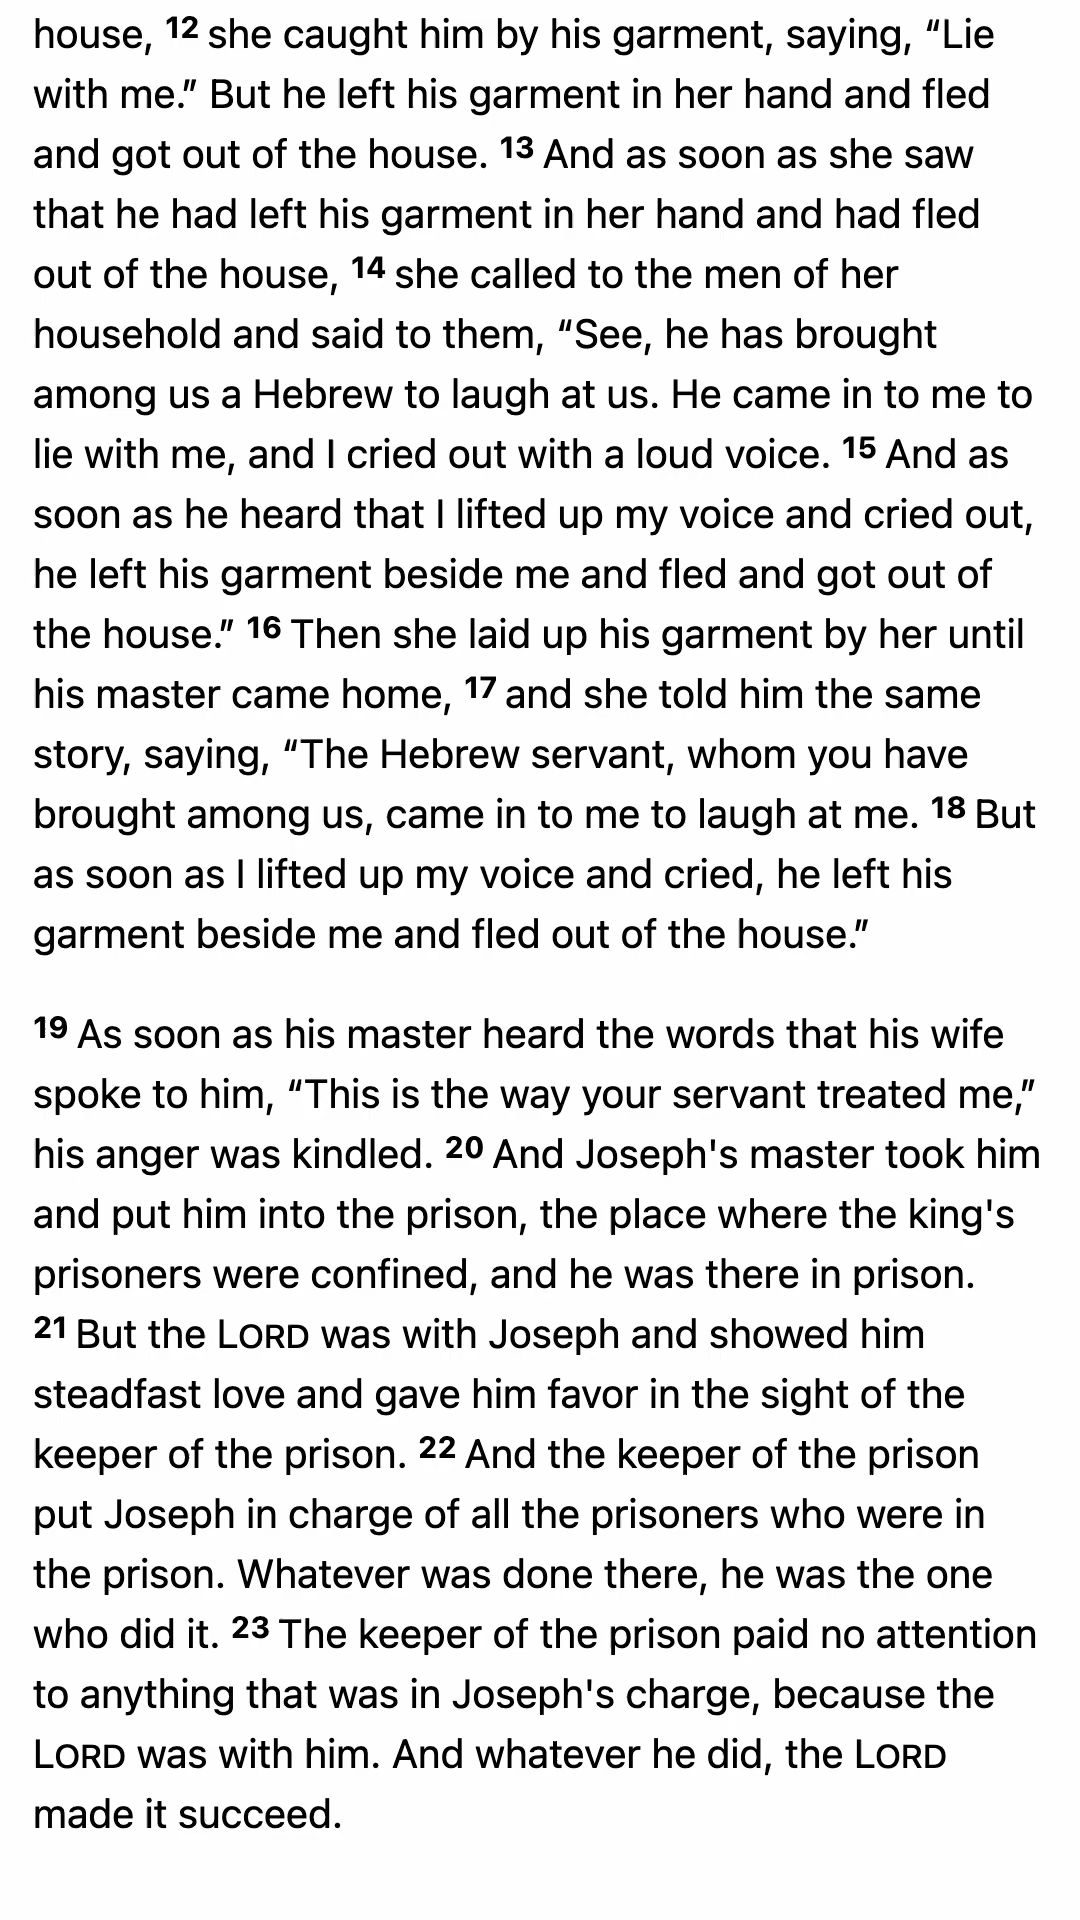 house, 12 she caught him by his garment, saying, “Lie
with me.” But he left his garment in her hand and fled
and got out of the house. 13 And as soon as she saw
that he had left his garment in her hand and had fled
out of the house, 14 she called to the men of her
household and said to them, “See, he has brought
among us a Hebrew to laugh at us. He came in to me to
lie with me, and I cried out with a loud voice. 15 And as
soon as he heard that I lifted up my voice and cried out,
he left his garment beside me and fled and got out of
the house.” 16 Then she laid up his garment by her until
his master came home, 17 and she told him the same
story, saying, “The Hebrew servant, whom you have
brought among us, came in to me to laugh at me. 18 But
as soon as I lifted up my voice and cried, he left his
garment beside me and fled out of the house.”
19 As soon as his master heard the words that his wife
spoke to him, “This is the way your servant treated me,”
his anger was kindled. 20 And Joseph's master took him
and put him into the prison, the place where the king's
prisoners were confined, and he was there in prison.
21 But the LORD was with Joseph and showed him
steadfast love and gave him favor in the sight of the
keeper of the prison. 22 And the keeper of the prison
put Joseph in charge of all the prisoners who were in
the prison. Whatever was done there, he was the one
who did it. 23 The keeper of the prison paid no attention
to anything that was in Joseph's charge, because the
LORD was with him. And whatever he did, the LORD
made it succeed.